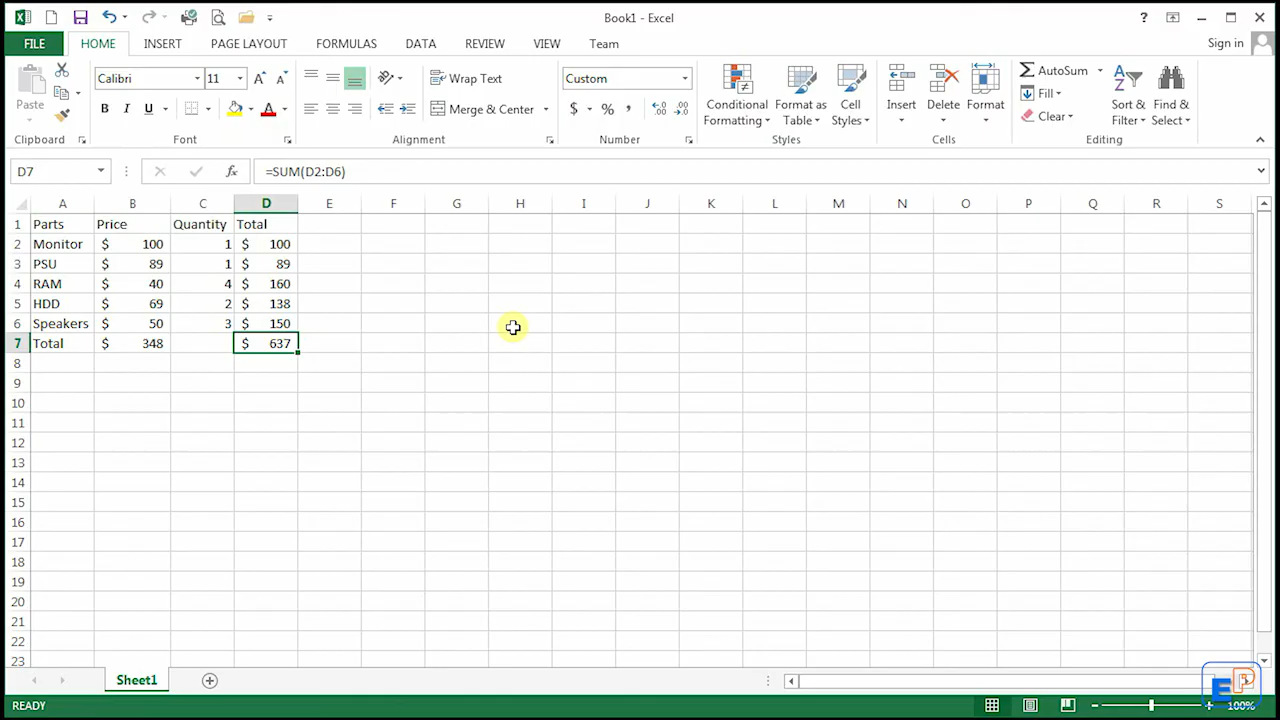 Book1 - Excel
?
FILE HOME INSERT PAGE LAYOUT FORMULAS DATA REVIEW VIEW Team Sign in
Paste Calibri 11 Wrap Text Custom Conditional Formatting Format as Table Cell Styles Insert Delete Format AutoSum Sort & Filter Find & Select
B I U A Merge & Center $ % , Fill
Clear
Clipboard Font Alignment Number Styles Cells Editing
D7 fx =SUM(D2:D6)
A B C D E F G H I J K L M N O P Q R S
1 Parts Price Quantity Total
2 Monitor $ 100 1 $ 100
3 PSU $ 89 1 $ 89
4 RAM $ 40 4 $ 160
5 HDD $ 69 2 $ 138
6 Speakers $ 50 3 $ 150
7 Total $ 348 $ 637
8
9
10
11
12
13
14
15
16
17
18
19
20
21
22
23
Sheet1
EP
READY 100%